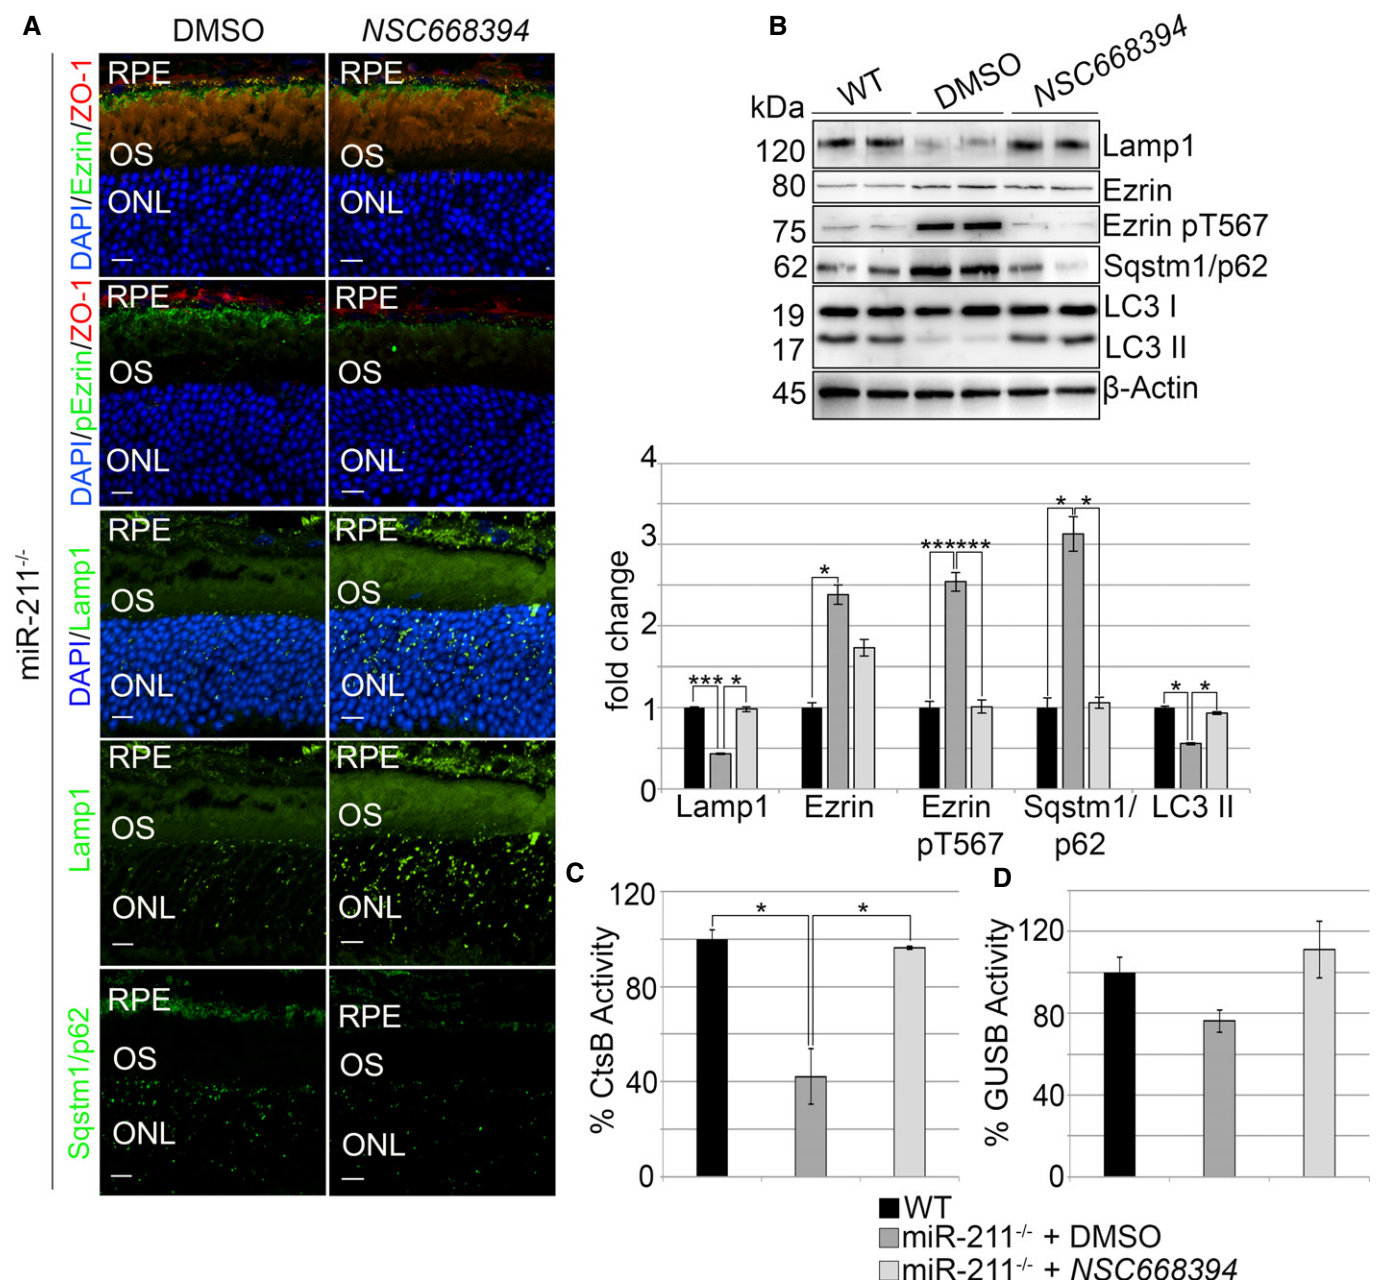 A
DMSO
NSC668394
miR-211-/-
DAPI/Ezrin/ZO-1
RPE
OS
ONL
RPE
OS
ONL
DAPI/pEzrin/ZO-1
RPE
OS
ONL
RPE
OS
ONL
DAPI/Lamp1
RPE
OS
ONL
RPE
OS
ONL
Lamp1
RPE
OS
ONL
RPE
OS
ONL
Sqstm1/p62
RPE
OS
ONL
RPE
OS
ONL
B
kDa
WT
DMSO
NSC668394
120
Lamp1
80
Ezrin
75
Ezrin pT567
62
Sqstm1/p62
19
LC3 I
17
LC3 II
45
β-Actin
fold change
4
3
2
1
0
*** *
*
******
* *
* *
Lamp1
Ezrin
Ezrin
pT567
Sqstm1/
p62
LC3 II
C
% CtsB Activity
120
80
40
0
* *
D
% GUSB Activity
120
80
40
0
WT
miR-211-/- + DMSO
miR-211-/- + NSC668394